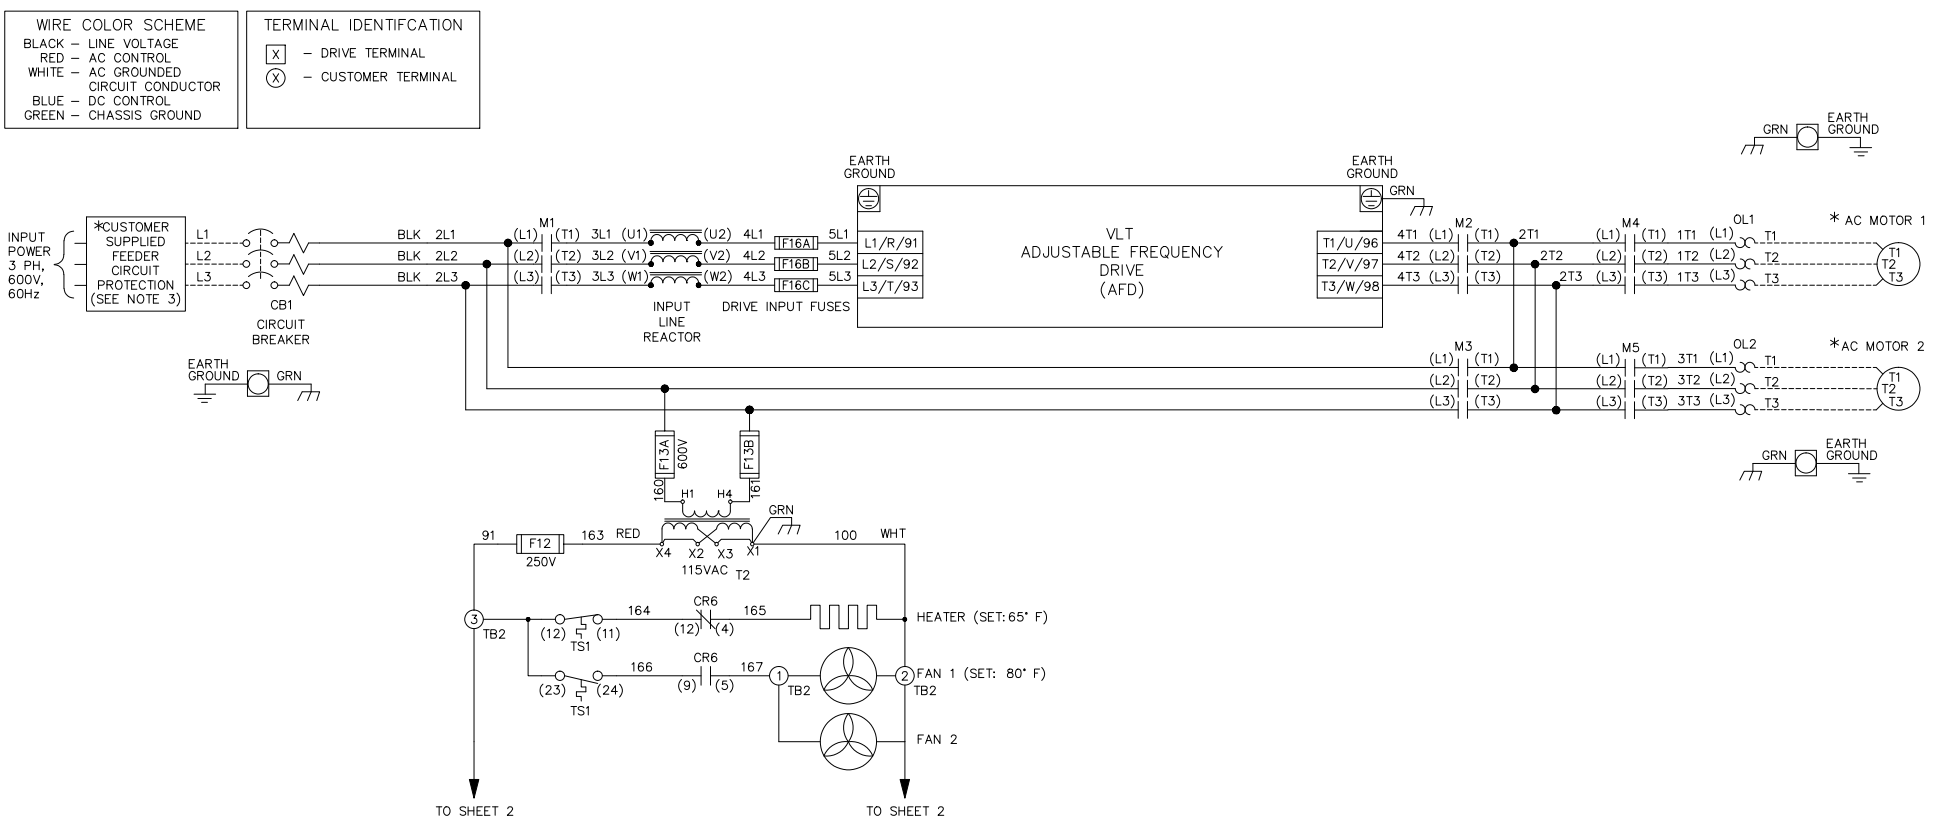 WIRE COLOR SCHEME
BLACK – LINE VOLTAGE
RED – AC CONTROL
WHITE – AC GROUNDED
CIRCUIT CONDUCTOR
BLUE – DC CONTROL
GREEN – CHASSIS GROUND
TERMINAL IDENTIFCATION
X – DRIVE TERMINAL
X – CUSTOMER TERMINAL
GRN
EARTH
GROUND
EARTH
GROUND
EARTH
GROUND
GRN
INPUT
POWER
3 PH,
600V,
60Hz
*CUSTOMER
SUPPLIED
FEEDER
CIRCUIT
PROTECTION
(SEE NOTE 3)
L1
L2
L3
CB1
CIRCUIT
BREAKER
M1
BLK 2L1 (L1) (T1) 3L1 (U1) (U2) 4L1 F16A 5L1 L1/R/91
BLK 2L2 (L2) (T2) 3L2 (V1) (V2) 4L2 F16B 5L2 L2/S/92
BLK 2L3 (L3) (T3) 3L3 (W1) (W2) 4L3 F16C 5L3 L3/T/93
INPUT
LINE
REACTOR
DRIVE INPUT FUSES
VLT
ADJUSTABLE FREQUENCY
DRIVE
(AFD)
M2 M4 OL1 * AC MOTOR 1
T1/U/96 4T1 (L1) (T1) 2T1 (L1) (T1) 1T1 (L1) T1 T1
T2/V/97 4T2 (L2) (T2) 2T2 (L2) (T2) 1T2 (L2) T2 T2
T3/W/98 4T3 (L3) (T3) 2T3 (L3) (T3) 1T3 (L3) T3 T3
EARTH
GROUND
GRN
M3 M5 OL2 *AC MOTOR 2
(L1) (T1) (L1) (T1) 3T1 (L1) T1 T1
(L2) (T2) (L2) (T2) 3T2 (L2) T2 T2
(L3) (T3) (L3) (T3) 3T3 (L3) T3 T3
GRN
EARTH
GROUND
F13A
600V
F13B
160
161
H1 H4
GRN
91 F12 163 RED
250V
X4 X2 X3 X1
100 WHT
115VAC T2
3
TB2
(12) (11)
TS1
164
CR6
(12) (4)
165
HEATER (SET: 65° F)
(23) (24)
TS1
166
CR6
(9) (5)
167
1
TB2
2
TB2
FAN 1 (SET: 80° F)
FAN 2
TO SHEET 2
TO SHEET 2